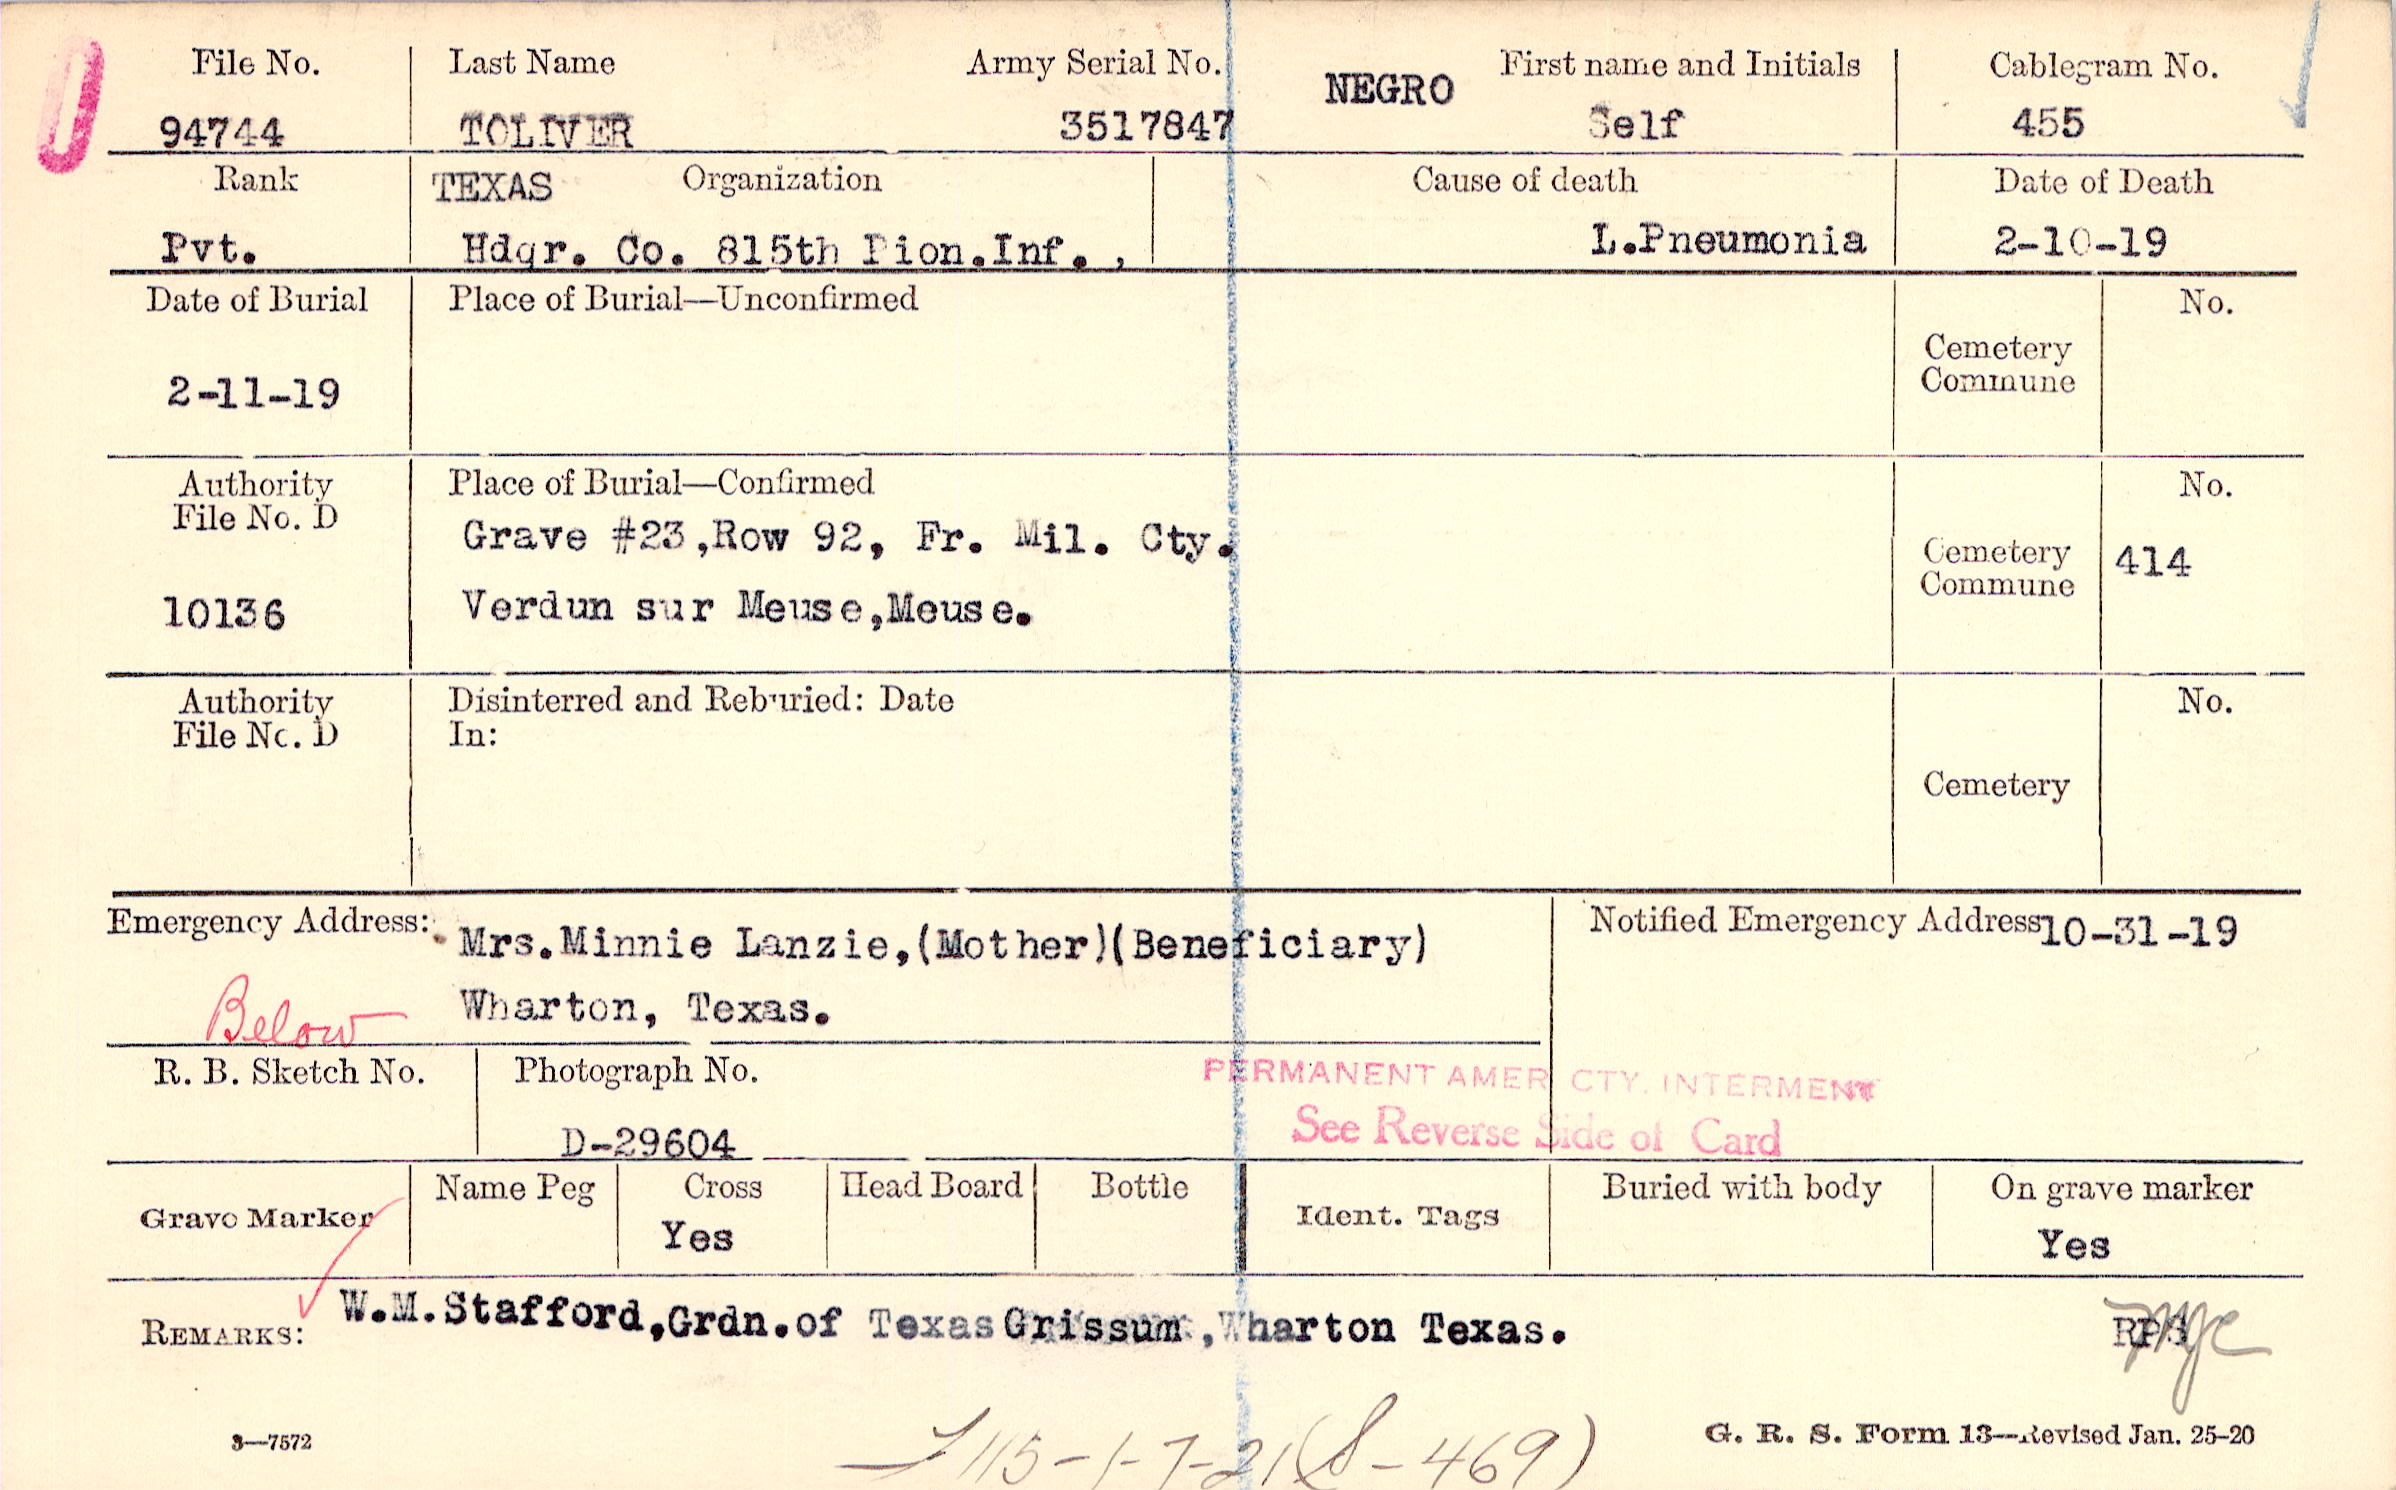 File No. Last Name Army Serial No. NEGRO First name and Initials Cablegram No.
94744 TOLIVER 3517847 Self 455
Rank TEXAS Organization Cause of death Date of Death
Pvt. Hdqr. Co. 815th Pion.Inf., L.Pneumonia 2-10-19
Date of Burial Place of Burial—Unconfirmed No.
Cemetery
Commune
2-11-19
Authority Place of Burial—Confirmed No.
File No. D
Grave #23,Row 92, Fr. Mil. Cty.
Cemetery 414
Commune
10136 Verdun sur Meuse,Meuse.
Authority Disinterred and Reburied: Date No.
File No. D In:
Cemetery
Emergency Address: Mrs.Minnie Lanzie,(Mother)(Beneficiary) Notified Emergency Address 10-31-19
Below Wharton, Texas.
R. B. Sketch No. Photograph No. PERMANENT AMER CTY. INTERMENT
D-29604 See Reverse Side of Card
Grave Marker Name Peg Cross Head Board Bottle Ident. Tags Buried with body On grave marker
Yes Yes
REMARKS: W.M.Stafford,Grdn.of Texas Grissum,Wharton Texas.
3—7572 115-1-7-21(S-469) G. R. S. Form 13—Revised Jan. 25-20